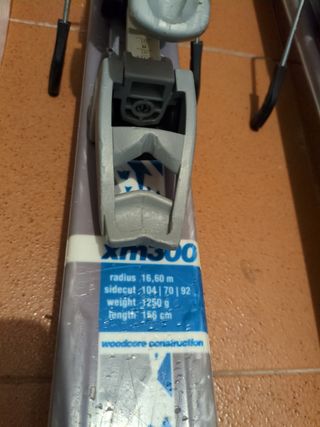 xm300
radius 16,60 m
sidecut 104 | 70 | 92
weight 1250 g
length 156 cm
woodcore construction